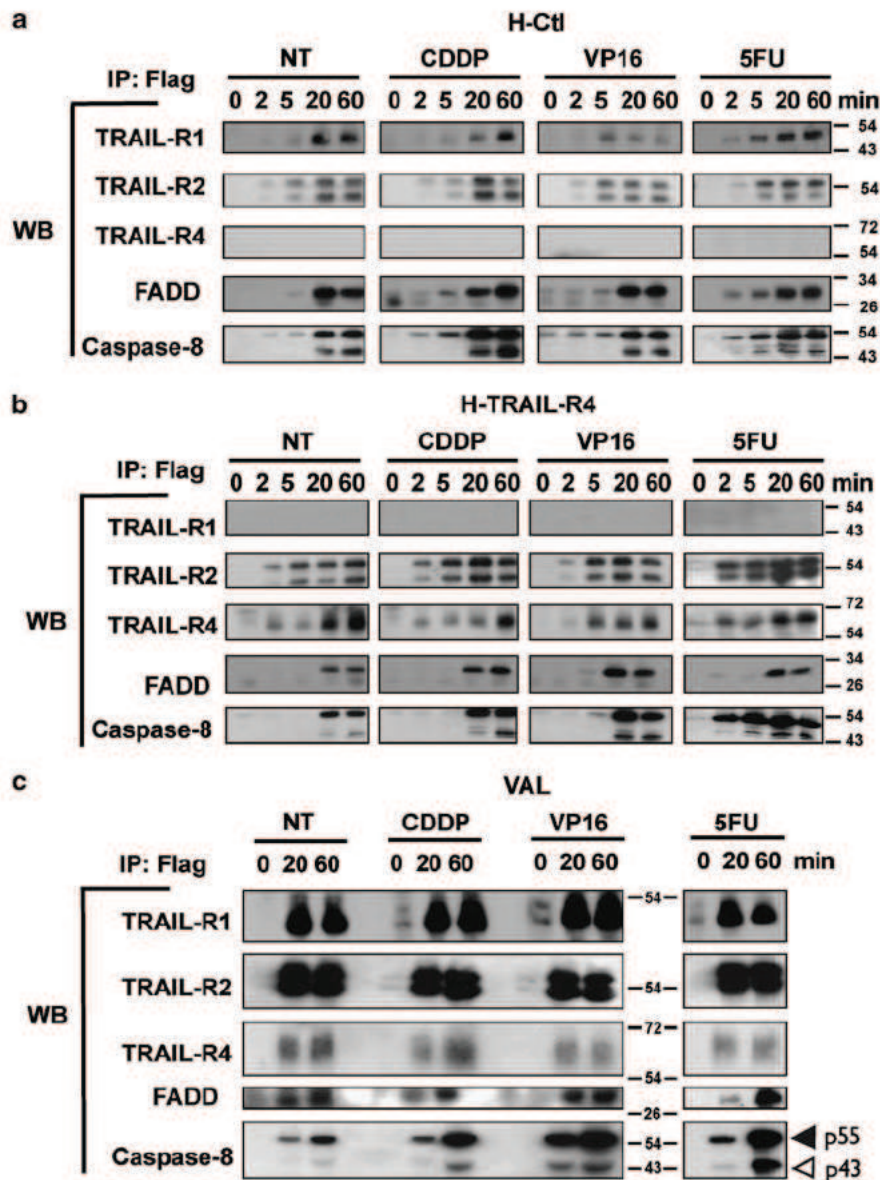 a
H-Ctl
NT CDDP VP16 5FU
IP: Flag
0 2 5 20 60 0 2 5 20 60 0 2 5 20 60 0 2 5 20 60 min
TRAIL-R1 54
43
TRAIL-R2 54
TRAIL-R4 72
54
WB
FADD 34
26
Caspase-8 54
43
b
H-TRAIL-R4
NT CDDP VP16 5FU
IP: Flag
0 2 5 20 60 0 2 5 20 60 0 2 5 20 60 0 2 5 20 60 min
TRAIL-R1 54
43
TRAIL-R2 54
TRAIL-R4 72
54
WB
FADD 34
26
Caspase-8 54
43
c
VAL
NT CDDP VP16 5FU
IP: Flag
0 20 60 0 20 60 0 20 60 0 20 60 min
TRAIL-R1 54
TRAIL-R2 54
WB
TRAIL-R4 72
54
FADD
26
Caspase-8 54 p55
43 p43